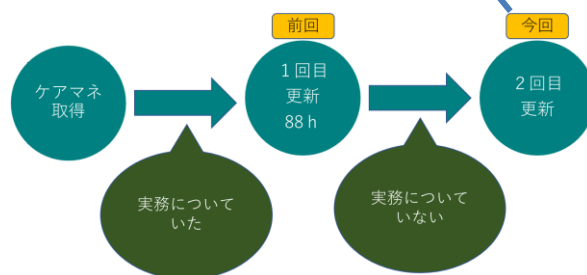 前回
今回
ケアマネ
取得
1回目
更新
88h
2回目
更新
実務について
いた
実務について
いない